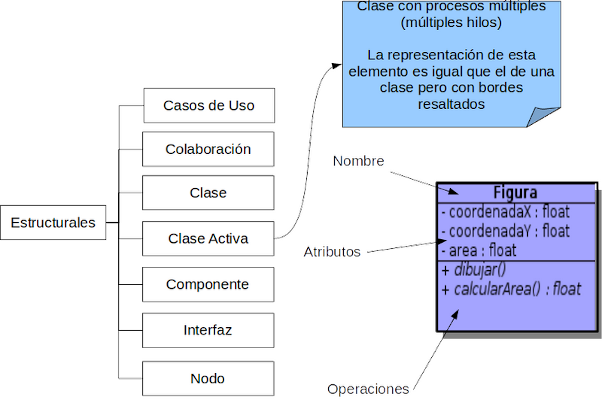 Clase con procesos múltiples
(múltiples hilos)
La representación de esta
elemento es igual que el de una
clase pero con bordes
resaltados
Casos de Uso
Colaboración
Clase
Estructurales
Clase Activa
Componente
Interfaz
Nodo
Nombre
Atributos
Operaciones
Figura
- coordenadaX : float
- coordenadaY : float
- area : float
+ dibujar()
+ calcularArea() : float